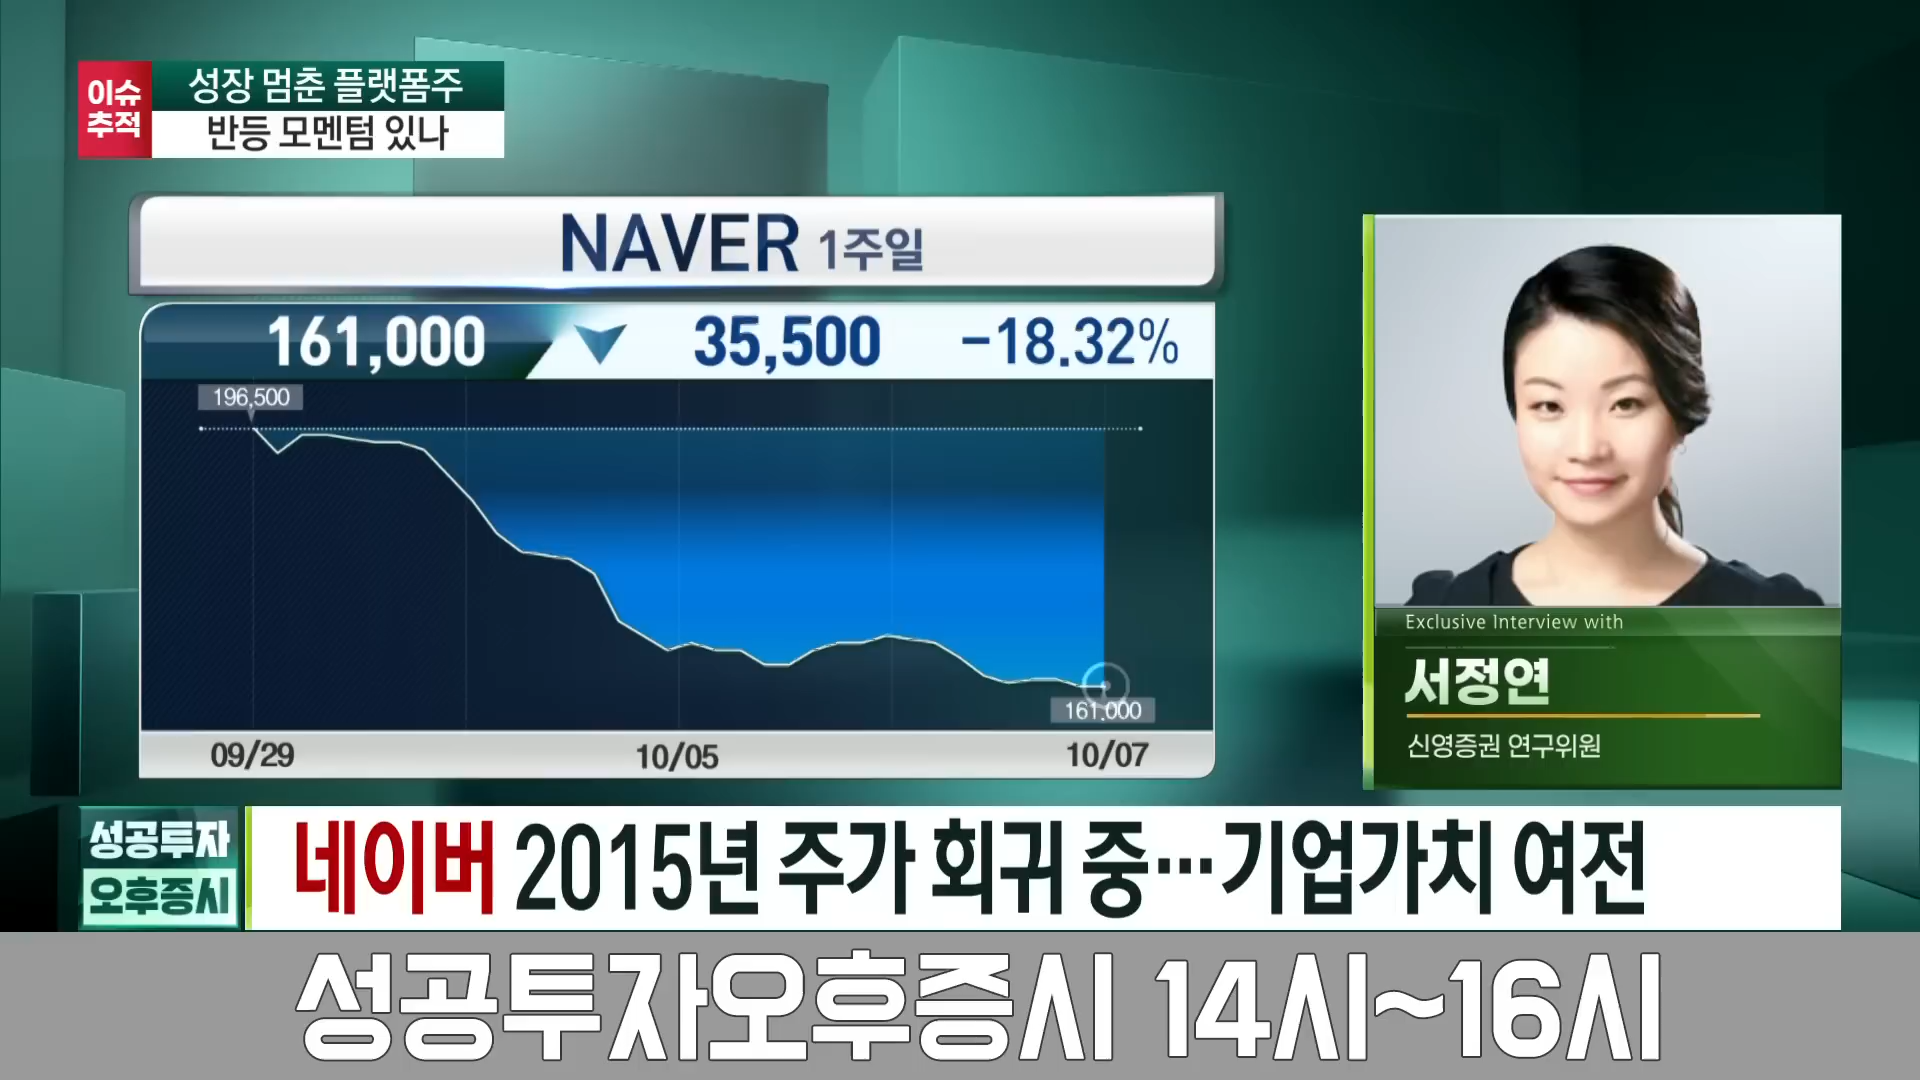 이슈
추적
성장 멈춘 플랫폼주
반등 모멘텀 있나
NAVER 1주일
161,000 ▼ 35,500 -18.32%
196,500
161,000
09/29 10/05 10/07
Exclusive Interview with
서정연
신영증권 연구위원
성공투자
오후증시
네이버 2015년 주가 회귀 중…기업가치 여전
성공투자오후증시 14시~16시